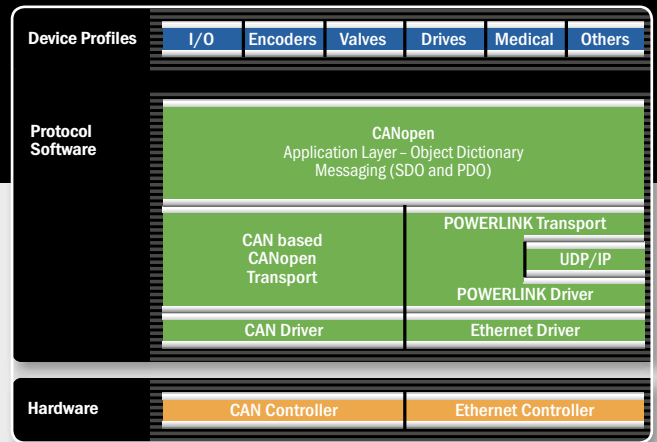 Device Profiles
I/O Encoders Valves Drives Medical Others
Protocol
Software
CANopen
Application Layer – Object Dictionary
Messaging (SDO and PDO)
CAN based
CANopen
Transport
POWERLINK Transport
UDP/IP
POWERLINK Driver
CAN Driver
Ethernet Driver
Hardware
CAN Controller
Ethernet Controller